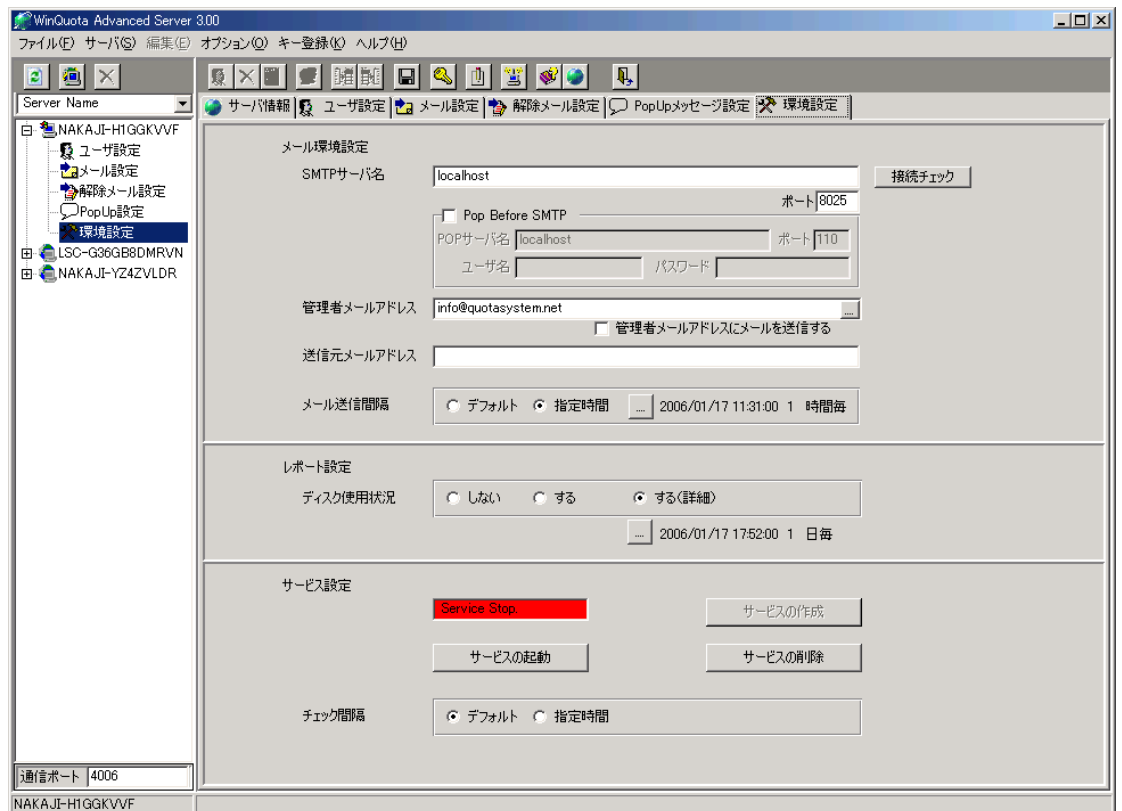 WinQuota Advanced Server 3.00
ファイル(F) サーバ(S) 編集(E) オプション(O) キー登録(K) ヘルプ(H)
Server Name
サーバ情報 ユーザ設定 メール設定 解除メール設定 PopUpメッセージ設定 環境設定
NAKAJI-H1GGKVVF
ユーザ設定
メール設定
解除メール設定
PopUp設定
環境設定
LSC-G36GB8DMRVN
NAKAJI-YZ4ZVLDR
メール環境設定
SMTPサーバ名 localhost 接続チェック
ポート 8025
Pop Before SMTP
POPサーバ名 localhost ポート 110
ユーザ名 パスワード
管理者メールアドレス info@quotasystem.net ...
管理者メールアドレスにメールを送信する
送信元メールアドレス
メール送信間隔 デフォルト 指定時間 ... 2006/01/17 11:31:00 1 時間毎
レポート設定
ディスク使用状況 しない する する(詳細)
... 2006/01/17 17:52:00 1 日毎
サービス設定
Service Stop. サービスの作成
サービスの起動 サービスの削除
チェック間隔 デフォルト 指定時間
通信ポート 4006
NAKAJI-H1GGKVVF